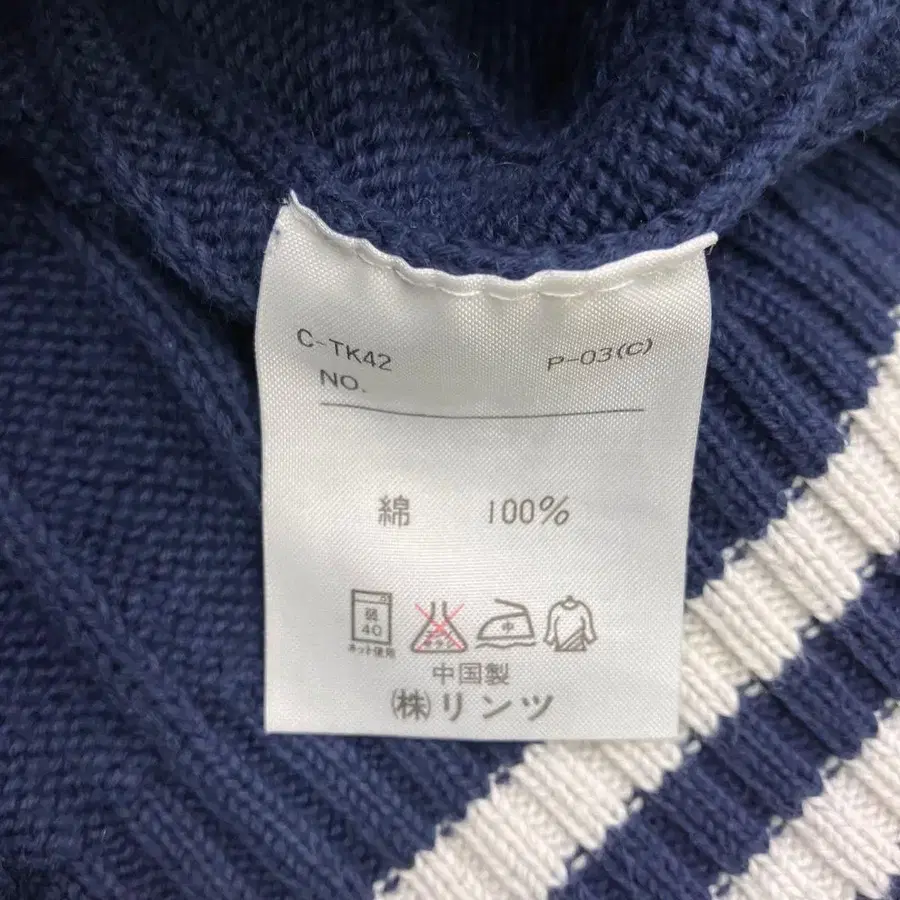 C-TK42 P-03(C)
NO.
綿 100%
弱
40
中
ネット使用
中国製
㈱リンツ